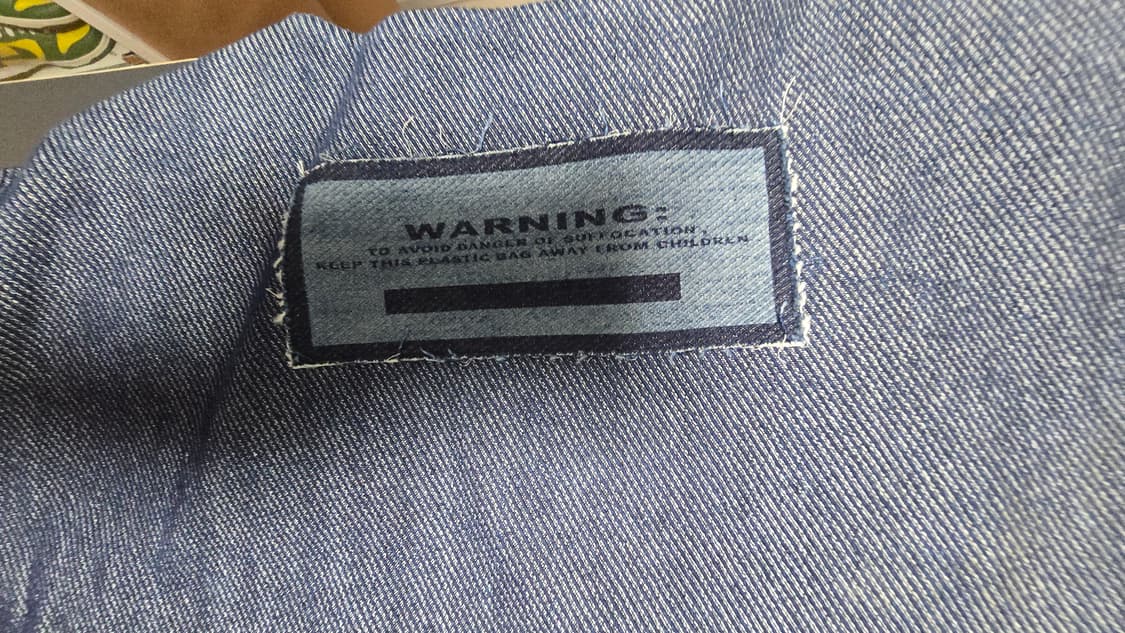 WARNING:
TO AVOID DANGER OF SUFFOCATION,
KEEP THIS PLASTIC BAG AWAY FROM CHILDREN